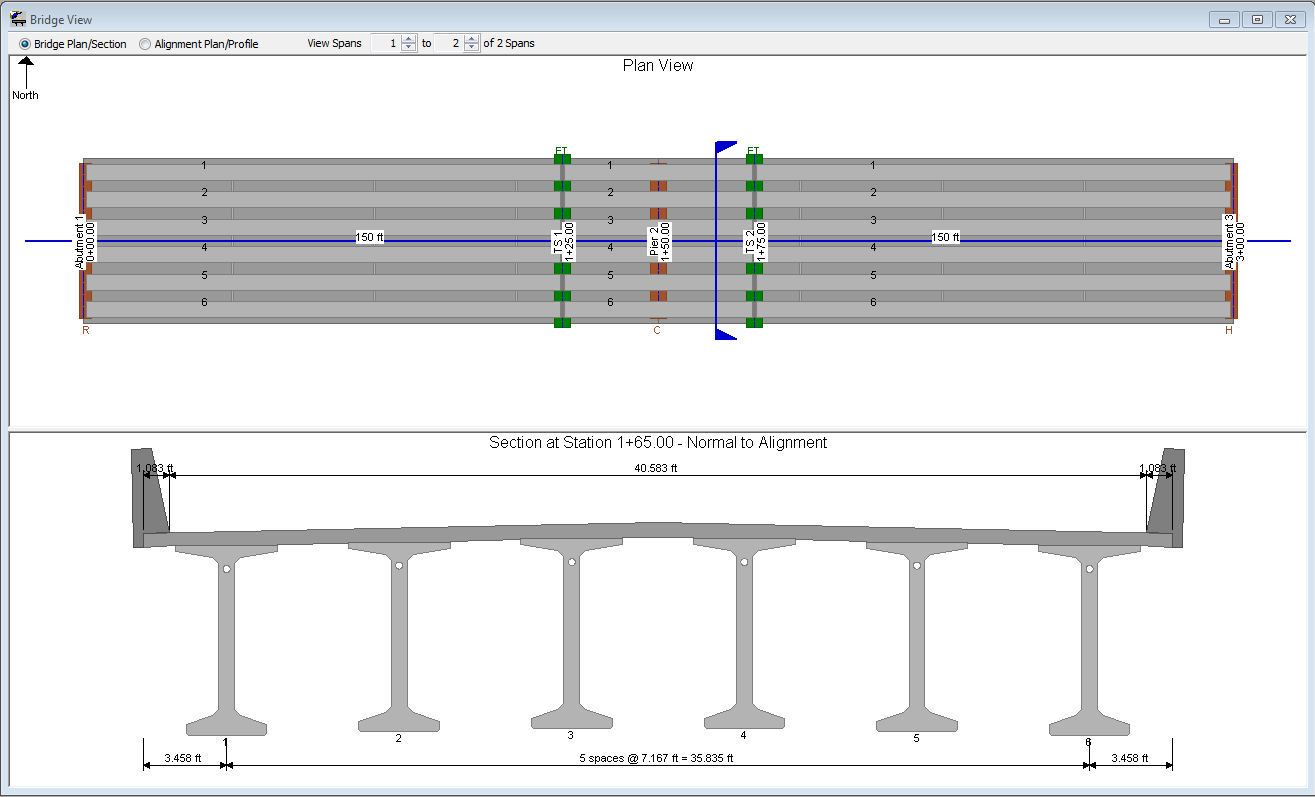 Bridge View
Bridge Plan/Section Alignment Plan/Profile View Spans 1 to 2 of 2 Spans
Plan View
North
FT FT
1 1 1
2 2 2
3 3 3
Abutment 1 0+00.00 150 ft TS 1 1+25.00 Pier 2 1+50.00 TS 2 1+75.00 150 ft Abutment 3 3+00.00
4 4 4
5 5 5
6 6 6
R C H
Section at Station 1+65.00 - Normal to Alignment
1.083 ft 40.583 ft 1.083 ft
1 2 3 4 5 6
3.458 ft 5 spaces @ 7.167 ft = 35.835 ft 3.458 ft